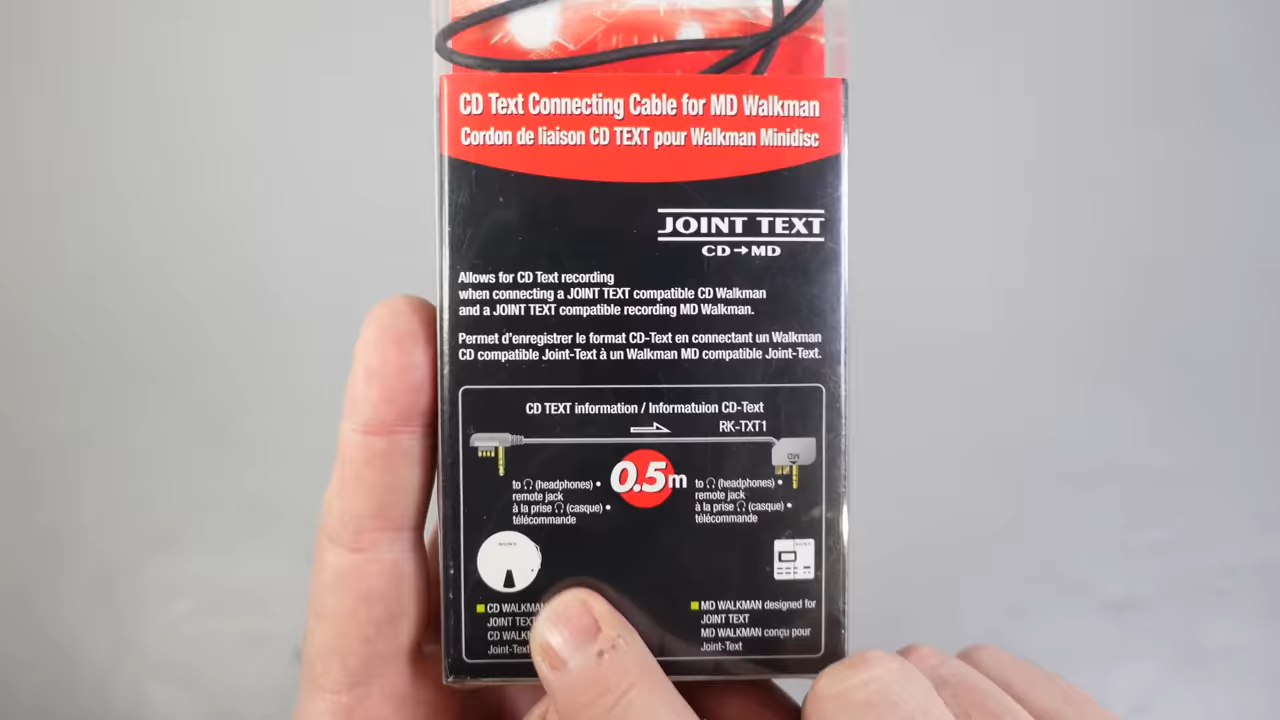 CD Text Connecting Cable for MD Walkman
Cordon de liaison CD TEXT pour Walkman Minidisc
JOINT TEXT
CD→MD
Allows for CD Text recording
when connecting a JOINT TEXT compatible CD Walkman
and a JOINT TEXT compatible recording MD Walkman.
Permet d'enregistrer le format CD-Text en connectant un Walkman
CD compatible Joint-Text à un Walkman MD compatible Joint-Text.
CD TEXT information / Informatuion CD-Text
RK-TXT1
MD
0.5m
to (headphones) •
remote jack
à la prise (casque) •
télécommande
to (headphones) •
remote jack
à la prise (casque) •
télécommande
SONY
SONY
CD WALKMAN
JOINT TEXT
CD WALK
Joint-Text
MD WALKMAN designed for
JOINT TEXT
MD WALKMAN conçu pour
Joint-Text